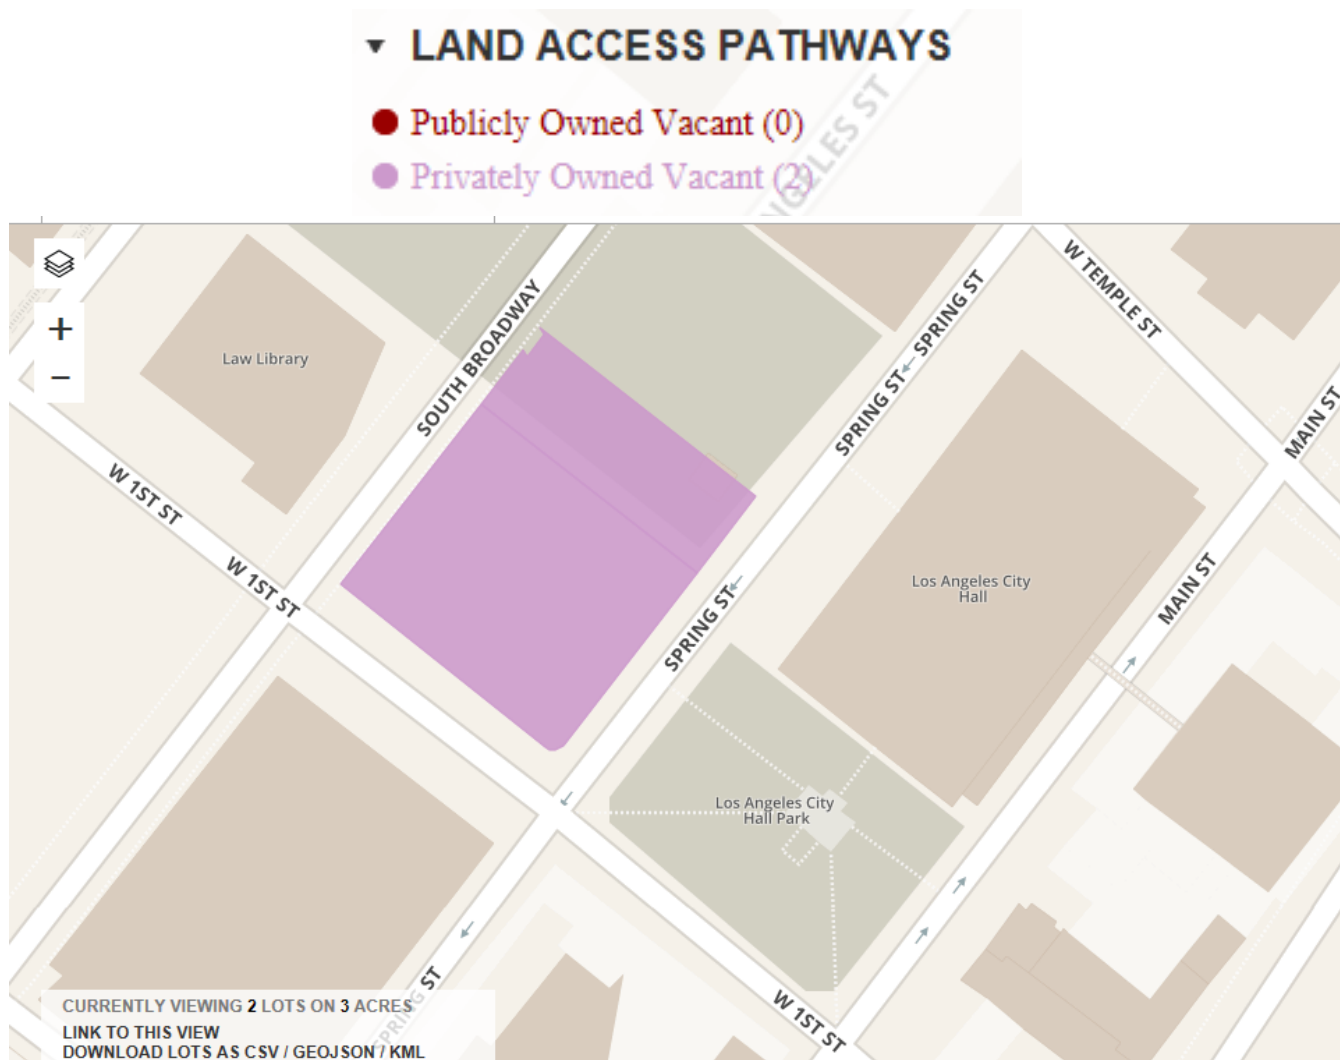 LAND ACCESS PATHWAYS
Publicly Owned Vacant (0)
Privately Owned Vacant (2)
ANGELES ST
+
−
Law Library
SOUTH BROADWAY
SPRING ST
SPRING ST
W TEMPLE ST
MAIN ST
W 1ST ST
W 1ST ST
Los Angeles City
Hall
MAIN ST
SPRING ST
Los Angeles City
Hall Park
SPRING ST
W 1ST ST
CURRENTLY VIEWING 2 LOTS ON 3 ACRES
LINK TO THIS VIEW
DOWNLOAD LOTS AS CSV / GEOJSON / KML